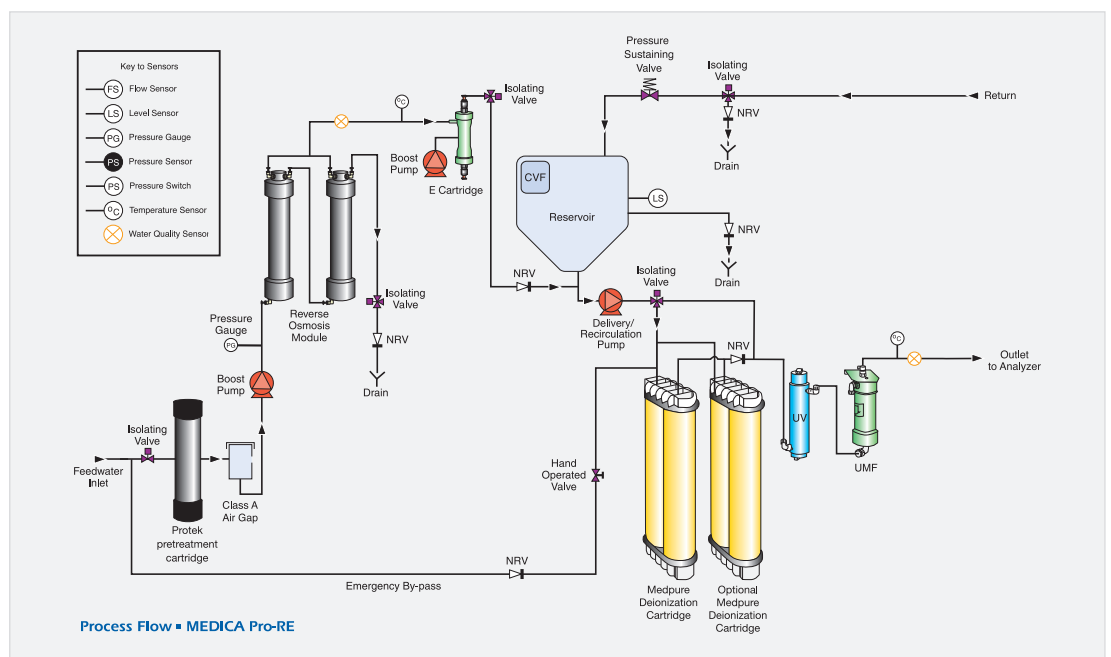 Key to Sensors
FS Flow Sensor
LS Level Sensor
PG Pressure Gauge
PS Pressure Sensor
PS Pressure Switch
ºC Temperature Sensor
Water Quality Sensor
Pressure
Sustaining
Valve
Isolating
Valve
Return
NRV
Drain
ºC
Isolating
Valve
Boost
Pump
E Cartridge
CVF
Reservoir
LS
NRV
Drain
NRV
Isolating
Valve
Delivery/
Recirculation
Pump
Isolating
Valve
NRV
Drain
Reverse
Osmosis
Module
Pressure
Gauge
PG
Boost
Pump
Isolating
Valve
Feedwater
Inlet
Class A
Air Gap
Protek
pretreatment
cartridge
NRV
ºC
Outlet
to Analyzer
UV
UMF
Hand
Operated
Valve
NRV
Emergency By-pass
Medpure
Deionization
Cartridge
Optional
Medpure
Deionization
Cartridge
Process Flow ▪ MEDICA Pro-RE